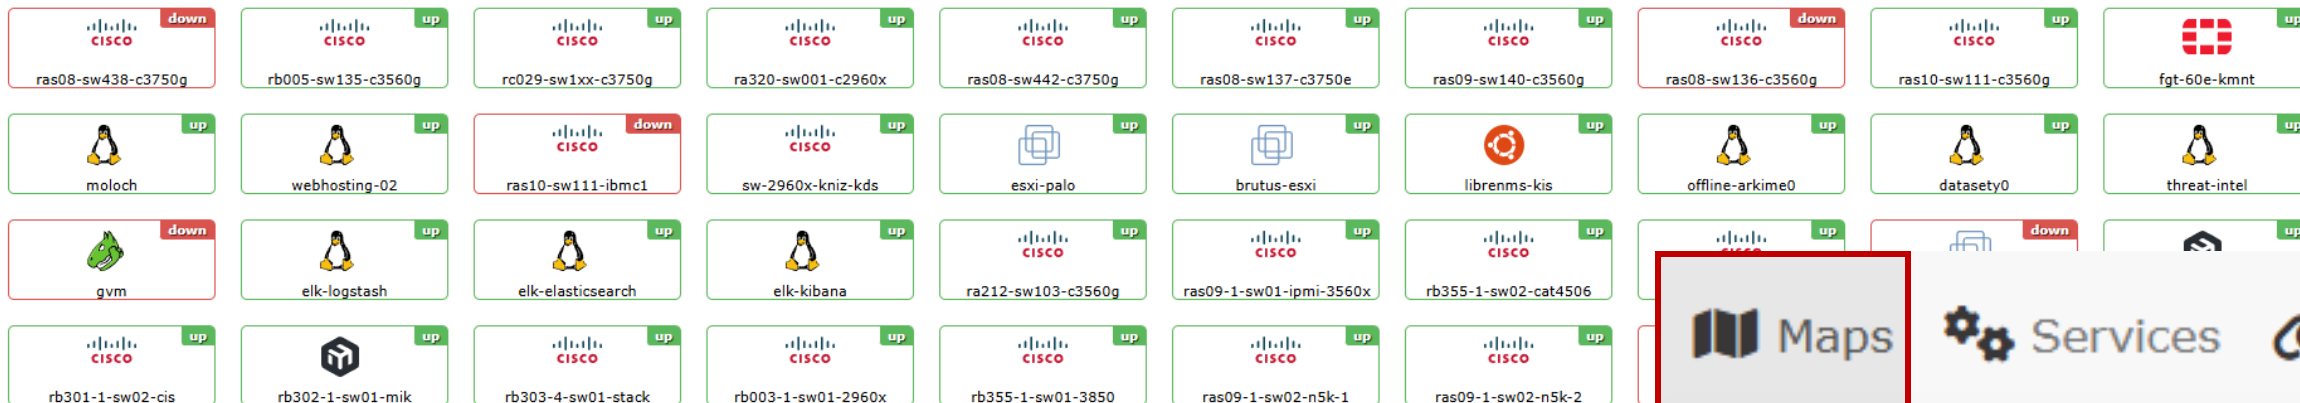 down up up up up up up down up up
CISCO CISCO CISCO CISCO CISCO CISCO CISCO CISCO CISCO
ras08-sw438-c3750g rb005-sw135-c3560g rc029-sw1xx-c3750g ra320-sw001-c2960x ras08-sw442-c3750g ras08-sw137-c3750e ras09-sw140-c3560g ras08-sw136-c3560g ras10-sw111-c3560g fgt-60e-kmnt
up up down up up up up up up up
CISCO CISCO
moloch webhosting-02 ras10-sw111-ibmc1 sw-2960x-kniz-kds esxi-palo brutus-esxi librenms-kis offline-arkime0 datasety0 threat-intel
down up up up up up up up down up
CISCO CISCO CISCO
gvm elk-logstash elk-elasticsearch elk-kibana ra212-sw103-c3560g ras09-1-sw01-ipmi-3560x rb355-1-sw02-cat4506
up up up up up up up
CISCO CISCO CISCO CISCO CISCO CISCO
Maps Services
rb301-1-sw02-cis rb302-1-sw01-mik rb303-4-sw01-stack rb003-1-sw01-2960x rb355-1-sw01-3850 ras09-1-sw02-n5k-1 ras09-1-sw02-n5k-2